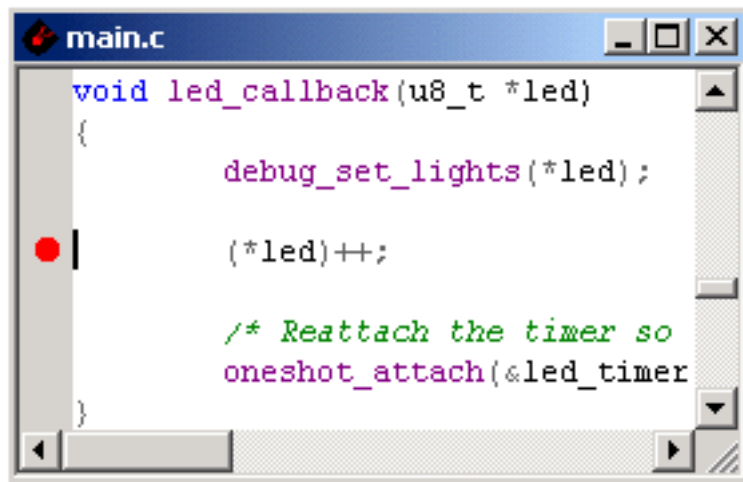 main.c
void led_callback(u8_t *led)
{
debug_set_lights(*led);
(*led)++;
/* Reattach the timer so
oneshot_attach(&led_timer
}